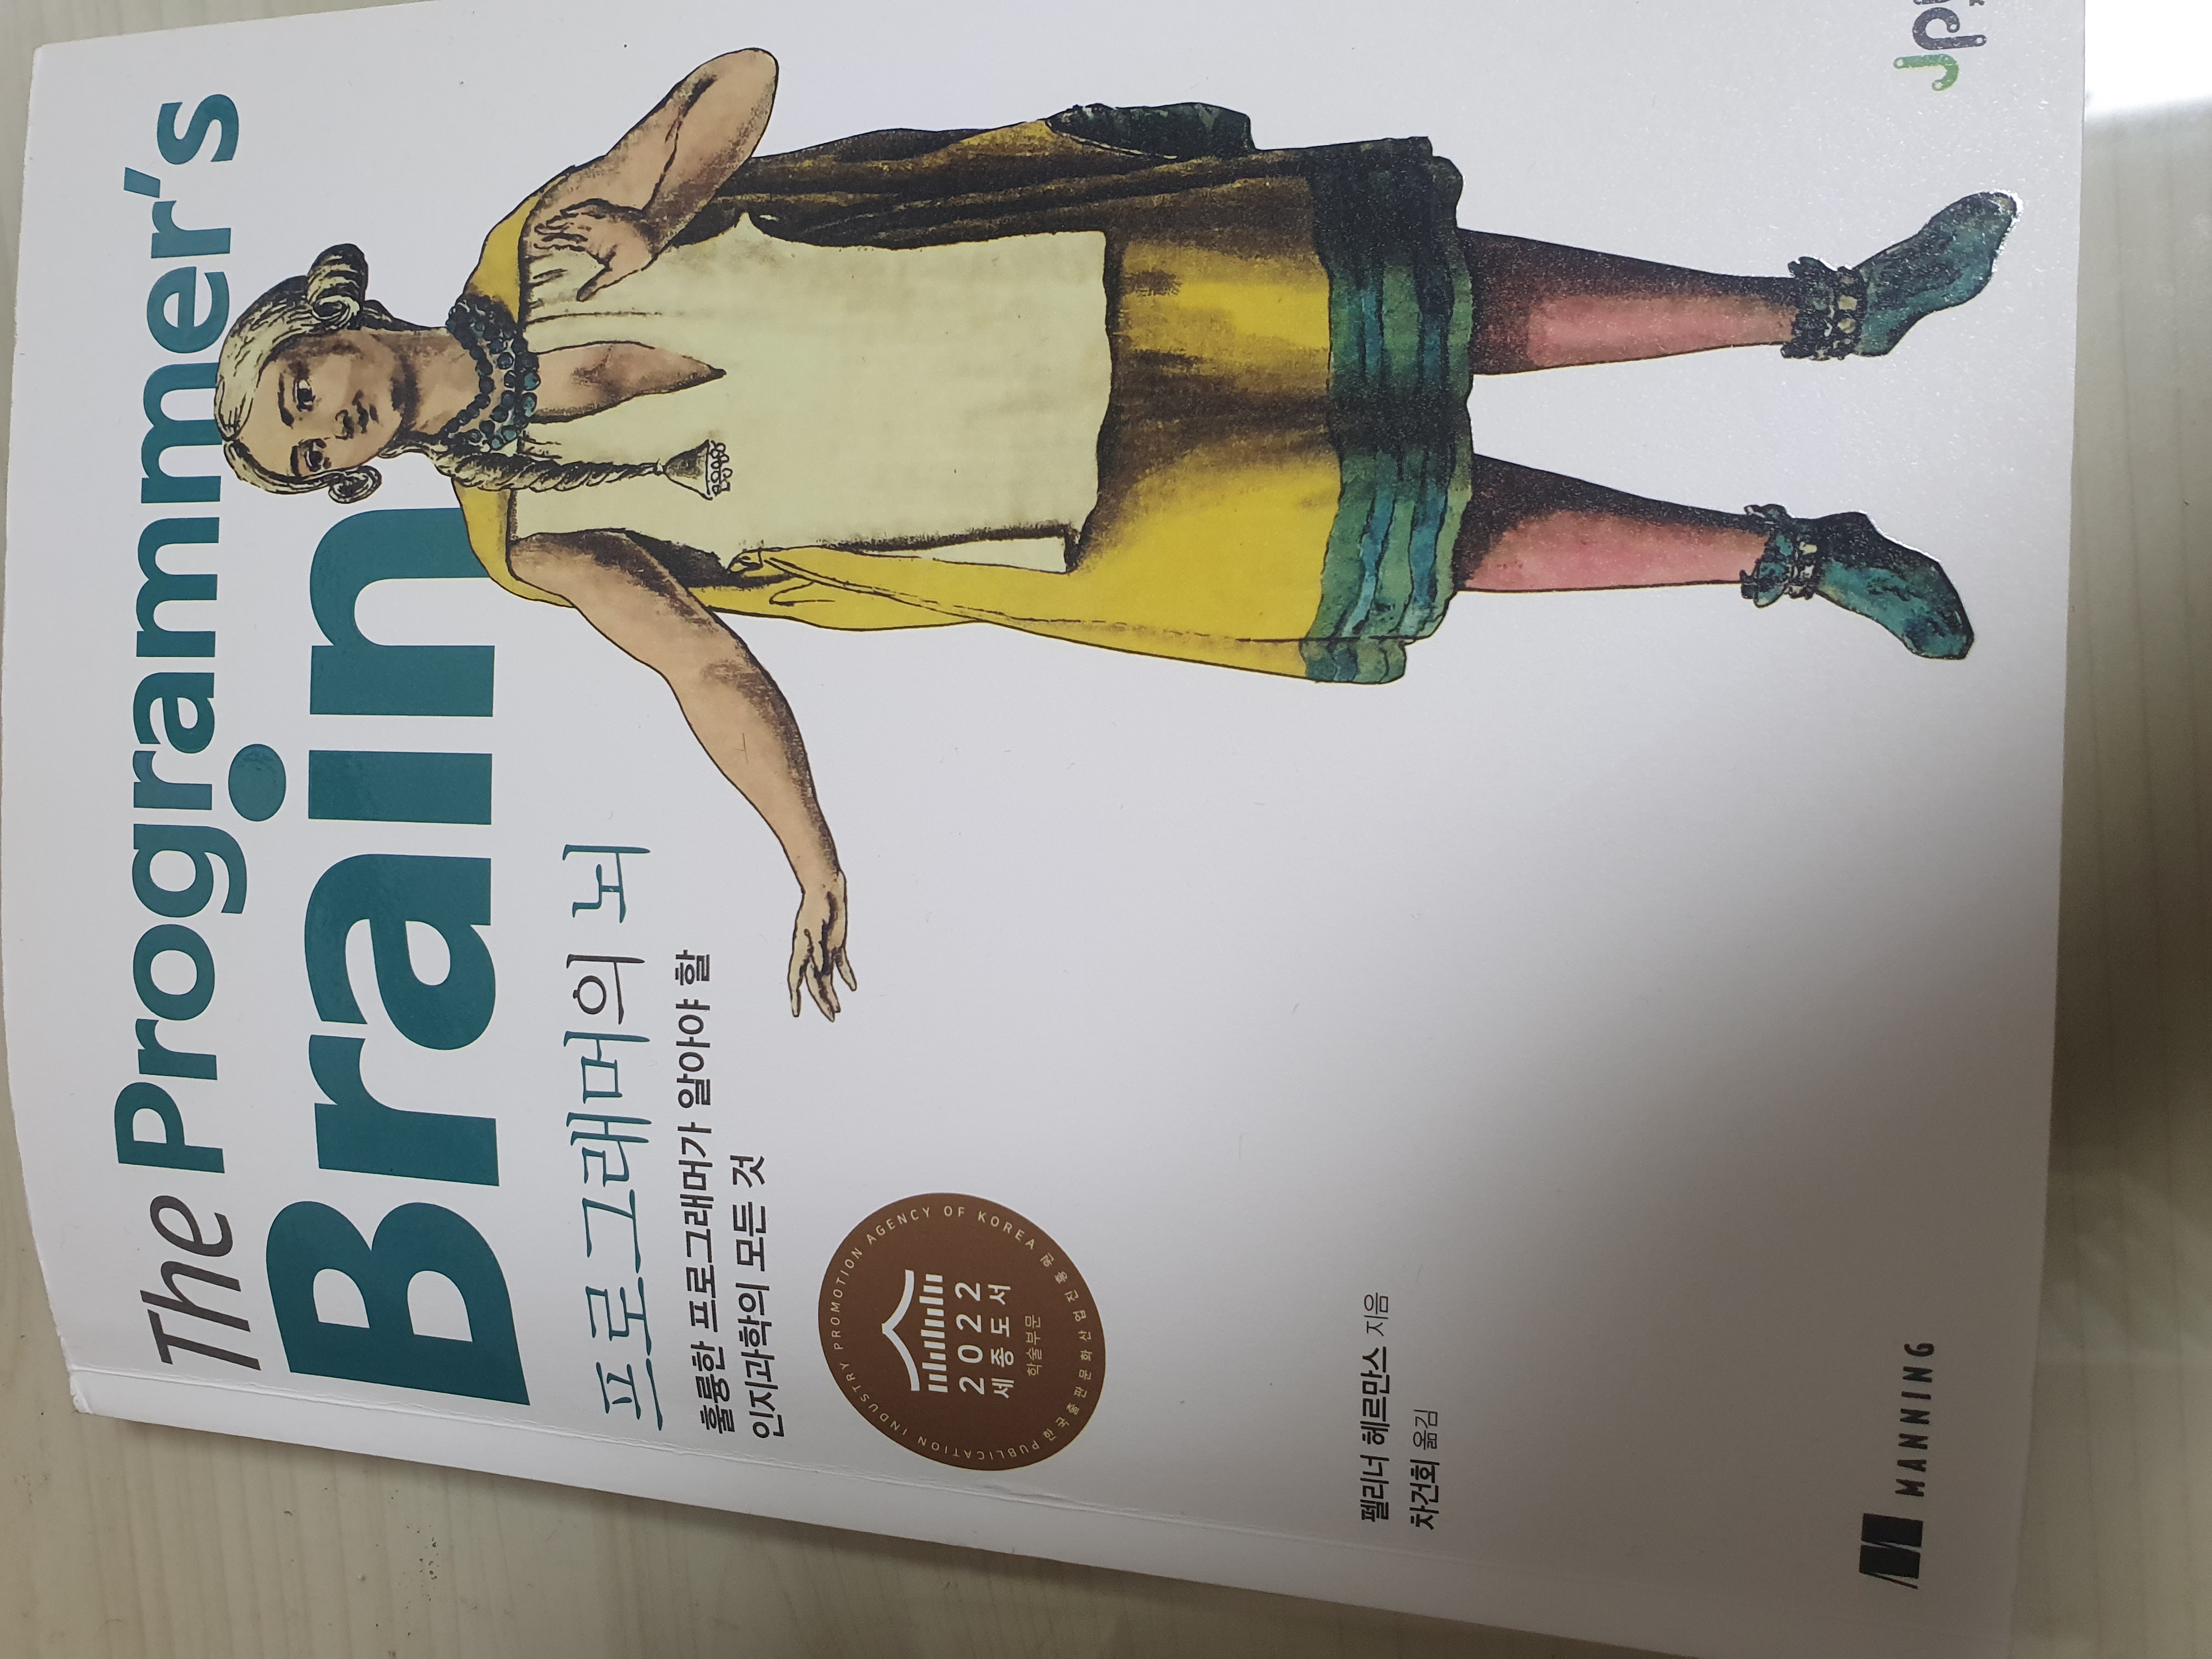 The Programmer's
Brain
프로그래머의 뇌
훌륭한 프로그래머가 알아야 할
인지과학의 모든 것
PUBLICATION INDUSTRY PROMOTION AGENCY OF KOREA
2022
세종도서
학술부문
한국출판문화산업진흥원
펠리너 헤르만스 지음
차건회 옮김
MANNING